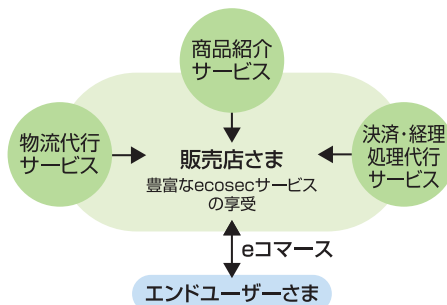 商品紹介
サービス
物流代行
サービス
販売店さま
豊富なecosecサービス
の享受
決済・経理
処理代行
サービス
eコマース
エンドユーザーさま